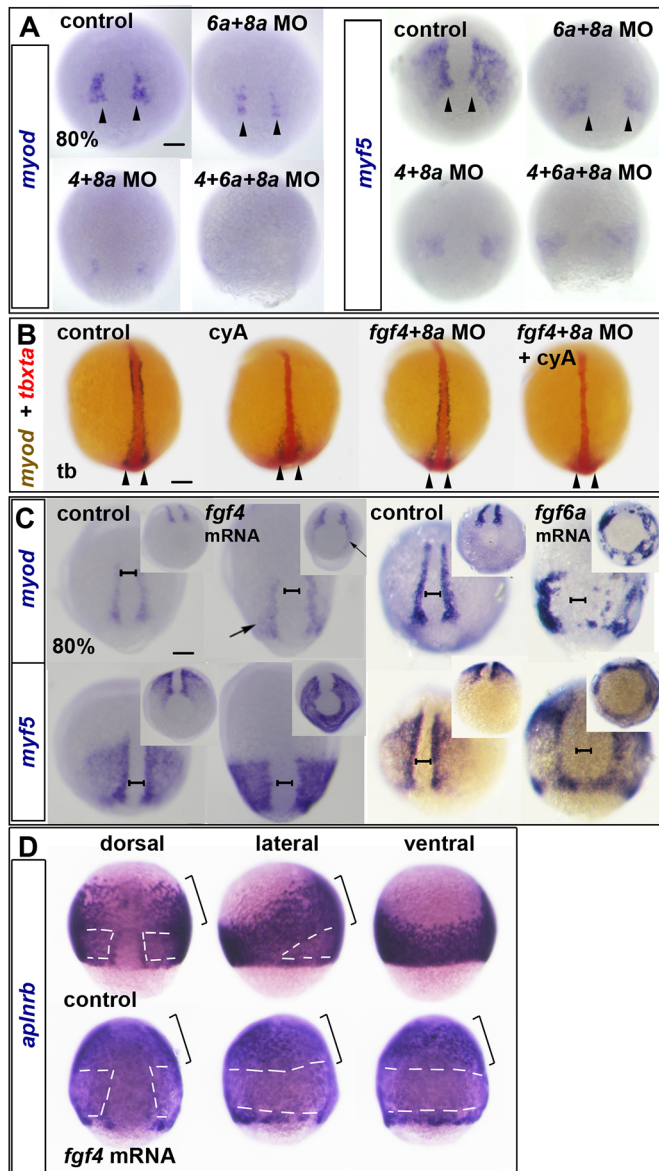 A
control
6a+8a MO
80%
4+8a MO
4+6a+8a MO
myod
control
6a+8a MO
4+8a MO
4+6a+8a MO
myf5
B
control
cyA
fgf4+8a MO
fgf4+8a MO
+ cyA
tb
myod + tbxta
C
control
fgf4
mRNA
control
fgf6a
mRNA
80%
myod
myf5
D
dorsal
lateral
ventral
control
fgf4 mRNA
aplnrb